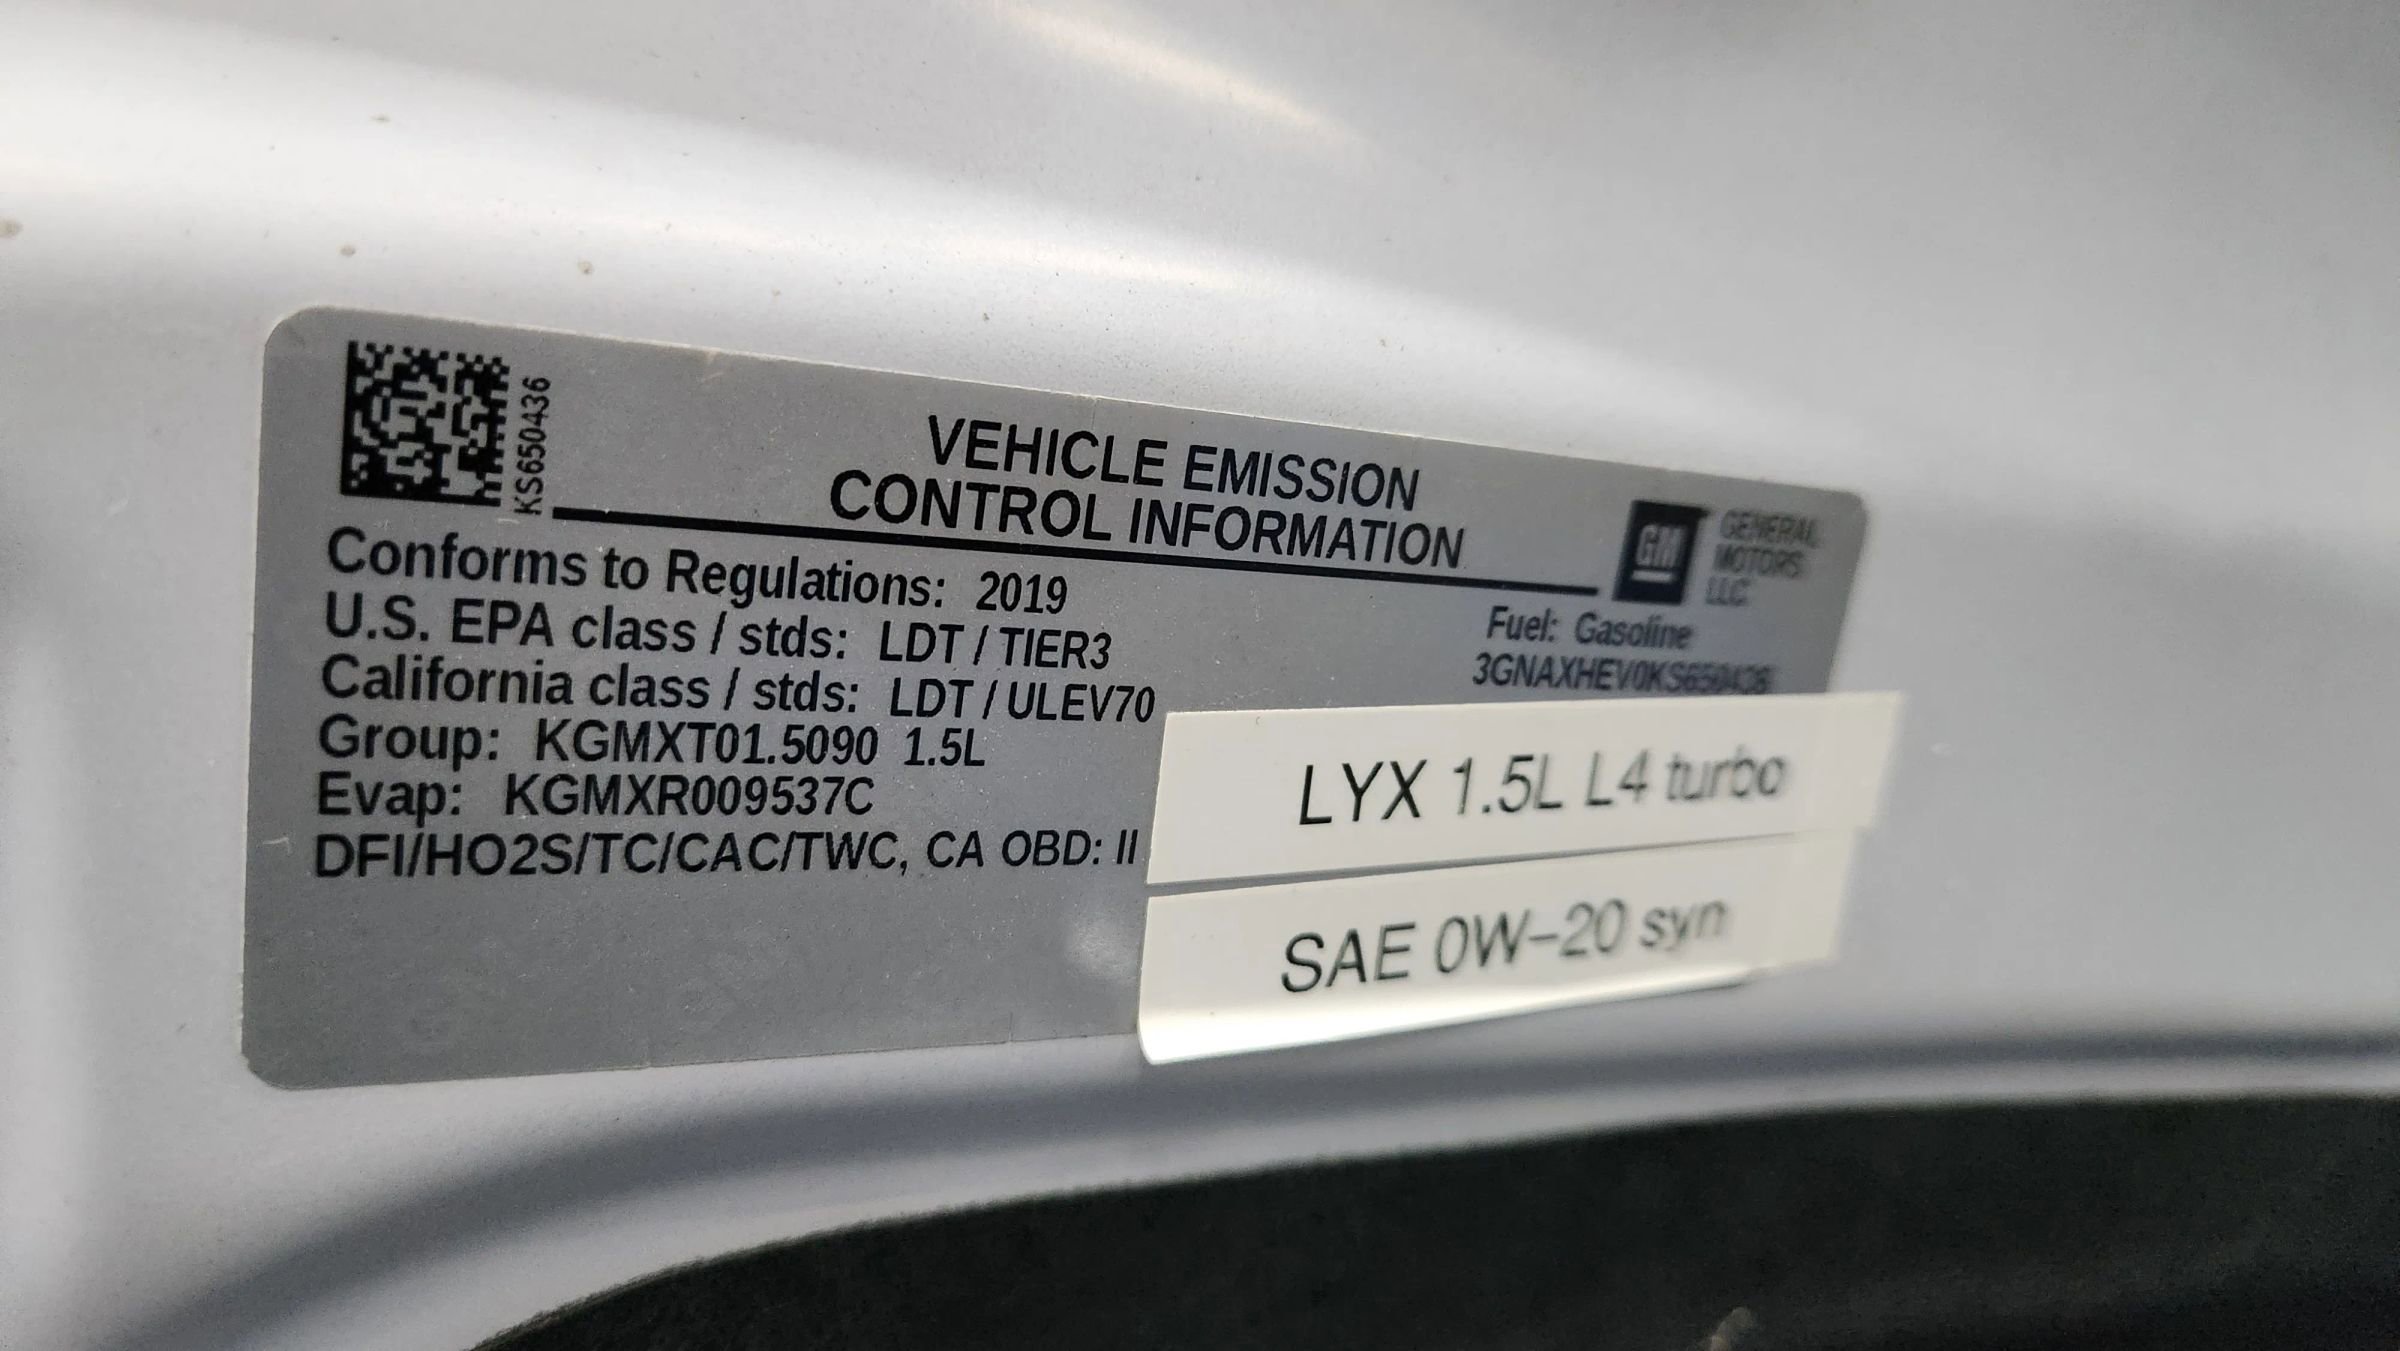 KS650436
VEHICLE EMISSION
CONTROL INFORMATION
GM
GENERAL
MOTORS
LLC
Conforms to Regulations: 2019
U.S. EPA class / stds: LDT / TIER3
California class / stds: LDT / ULEV70
Group: KGMXT01.5090 1.5L
Evap: KGMXR009537C
DFI/HO2S/TC/CAC/TWC, CA OBD: II
Fuel: Gasoline
3GNAXHEV0KS650436
LYX 1.5L L4 turbo
SAE 0W-20 syn